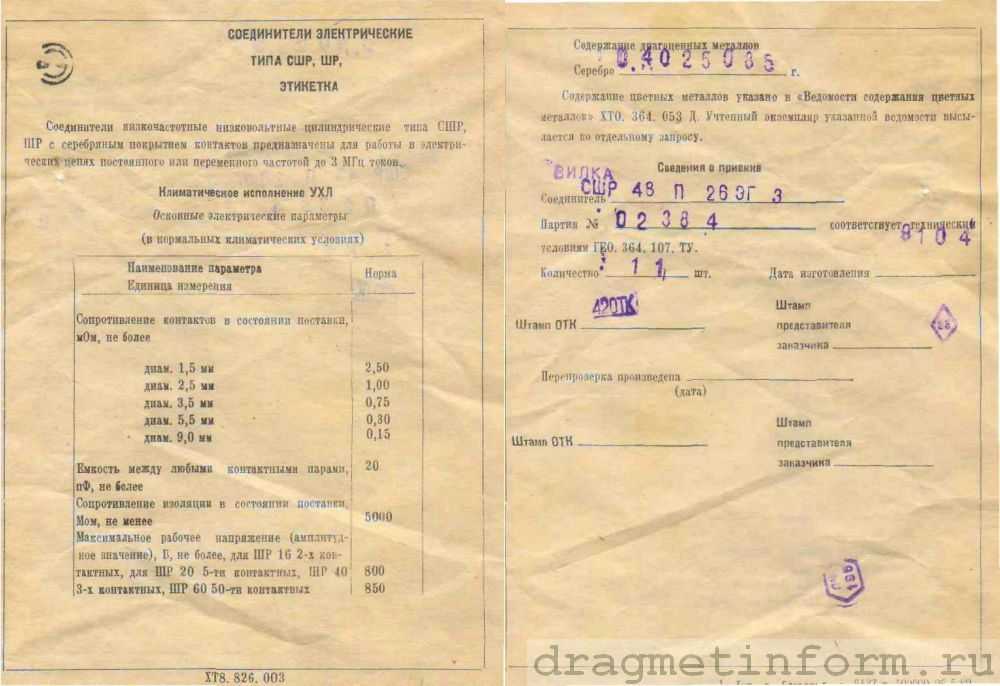 СОЕДИНИТЕЛИ ЭЛЕКТРИЧЕСКИЕ
ТИПА СШР, ШР,
ЭТИКЕТКА
Соединители низкочастотные низковольтные цилиндрические типа СШР,
ШР с серебряным покрытием контактов предназначены для работы в электри-
ческих цепях постоянного или переменного частотой до 3 МГц токов.
Климатическое исполнение УХЛ
Основные электрические параметры
(в нормальных климатических условиях)
Наименование параметра
Единица измерения
Норма
Сопротивление контактов в состоянии поставки,
мОм, не более
диам. 1,5 мм 2,50
диам. 2,5 мм 1,00
диам. 3,5 мм 0,75
диам. 5,5 мм 0,30
диам. 9,0 мм 0,15
Емкость между любыми контактными парами, 20
пФ, не более
Сопротивление изоляции в состоянии поставки,
Мом, не менее 5000
Максимальное рабочее напряжение (амплитуд-
ное значение), В, не более, для ШР 16 2-х кон-
тактных, для ШР 20 5-ти контактных, ШР 40 800
3-х контактных, ШР 60 50-ти контактных 850
ХТ8. 826. 003
Содержание драгоценных металлов
Серебро 0.4025085 г.
Содержание цветных металлов указано в «Ведомости содержания цветных
металлов» ХТО. 364. 053 Д. Учтенный экземпляр указанной ведомости высы-
лается по отдельному запросу.
Сведения о приемке
ВИЛКА
Соединитель СШР 48 П 26ЭГ 3
Партия № 02384 соответствует техническим
условиям ГЕО. 364. 107. ТУ.
8104
Количество 11 шт. Дата изготовления
42ОТК
Штамп ОТК
Штамп
представителя
заказчика
Перепроверка произведена
(дата)
Штамп ОТК
Штамп
представителя
заказчика
dragmetinform.ru